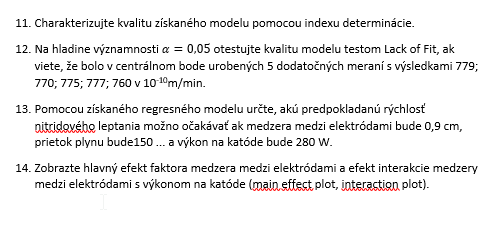 11. Charakterizujte kvalitu získaného modelu pomocou indexu determinácie.
12. Na hladine významnosti α = 0,05 otestujte kvalitu modelu testom Lack of Fit, ak
viete, že bolo v centrálnom bode urobených 5 dodatočných meraní s výsledkami 779;
770; 775; 777; 760 v 10⁻¹⁰m/min.
13. Pomocou získaného regresného modelu určte, akú predpokladanú rýchlosť
nitridového leptania možno očakávať ak medzera medzi elektródami bude 0,9 cm,
prietok plynu bude150 ... a výkon na katóde bude 280 W.
14. Zobrazte hlavný efekt faktora medzera medzi elektródami a efekt interakcie medzery
medzi elektródami s výkonom na katóde (main effect plot, interaction plot).